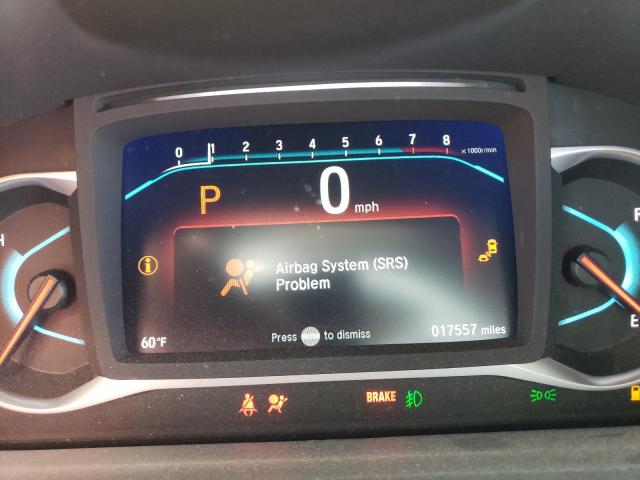 0 1 2 3 4 5 6 7 8 x1000r/min
P 0 mph
H
F
i
Airbag System (SRS)
Problem
E
60°F
Press ENTER to dismiss
017557 miles
BRAKE